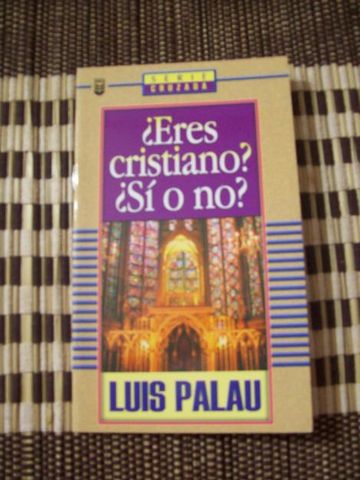 SERIE
CRUZADA
¿Eres
cristiano?
¿Sí o no?
LUIS PALAU